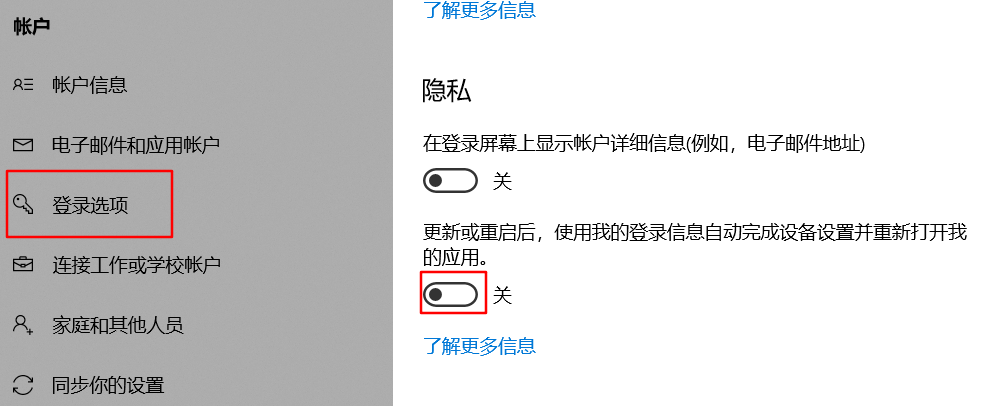 帐户
帐户信息
电子邮件和应用帐户
登录选项
连接工作或学校帐户
家庭和其他人员
同步你的设置
了解更多信息
隐私
在登录屏幕上显示帐户详细信息(例如，电子邮件地址)
关
更新或重启后，使用我的登录信息自动完成设备设置并重新打开我
的应用。
关
了解更多信息